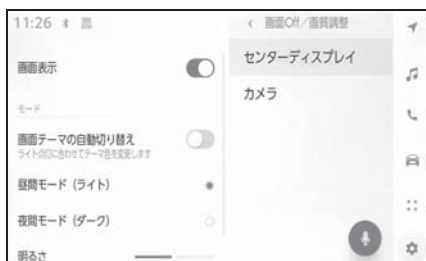 11:26
画面表示
モード
画面テーマの自動切り替え
ライト点灯に合わせてテーマ色を変更します
昼間モード (ライト)
夜間モード (ダーク)
明るさ
< 画面Off/画質調整
センターディスプレイ
カメラ